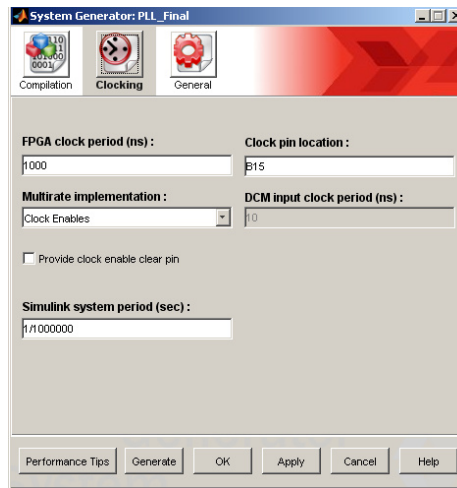 System Generator: PLL_Final
Compilation
Clocking
General
FPGA clock period (ns) :
Clock pin location :
1000
B15
Multirate implementation :
DCM input clock period (ns) :
Clock Enables
10
Provide clock enable clear pin
Simulink system period (sec) :
1/1000000
Performance Tips
Generate
OK
Apply
Cancel
Help